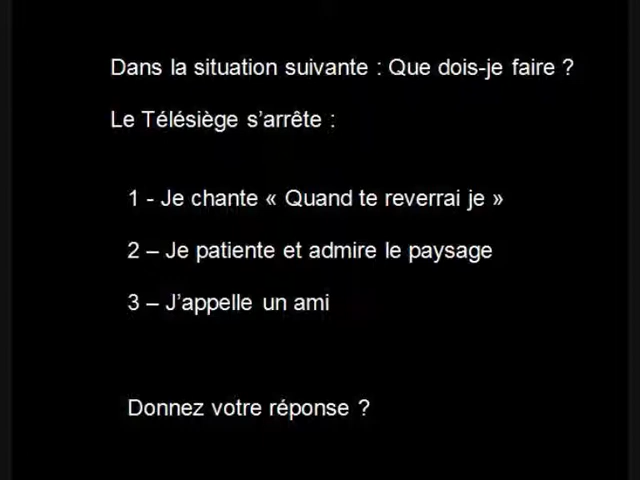 Dans la situation suivante : Que dois-je faire ?
Le Télésiège s'arrête :
1 - Je chante « Quand te reverrai je »
2 – Je patiente et admire le paysage
3 – J'appelle un ami
Donnez votre réponse ?